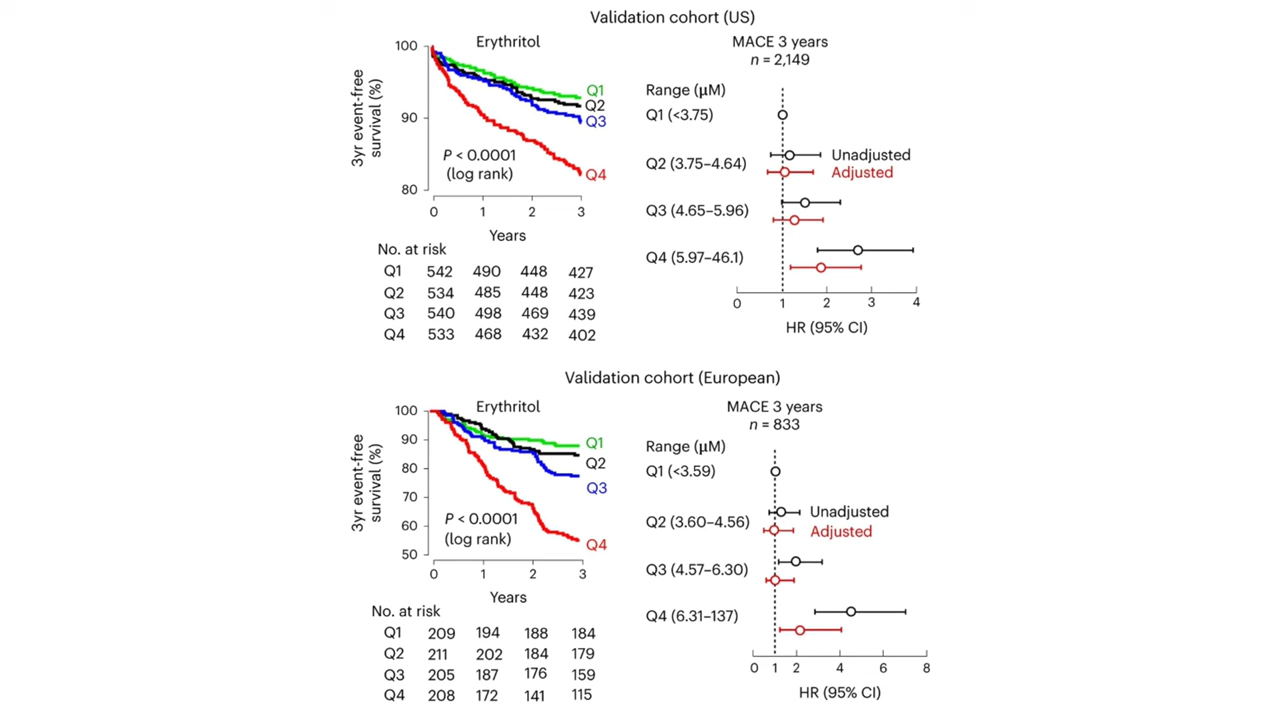 Validation cohort (US)
Erythritol
3yr event-free
survival (%)
100
90
80
Q1
Q2
Q3
Q4
P < 0.0001
(log rank)
0 1 2 3
Years
No. at risk
Q1 542 490 448 427
Q2 534 485 448 423
Q3 540 498 469 439
Q4 533 468 432 402
MACE 3 years
n = 2,149
Range (μM)
Q1 (<3.75)
Q2 (3.75–4.64)
Unadjusted
Adjusted
Q3 (4.65–5.96)
Q4 (5.97–46.1)
0 1 2 3 4
HR (95% CI)
Validation cohort (European)
Erythritol
3yr event-free
survival (%)
100
90
80
70
60
50
Q1
Q2
Q3
Q4
P < 0.0001
(log rank)
0 1 2 3
Years
No. at risk
Q1 209 194 188 184
Q2 211 202 184 179
Q3 205 187 176 159
Q4 208 172 141 115
MACE 3 years
n = 833
Range (μM)
Q1 (<3.59)
Q2 (3.60–4.56)
Unadjusted
Adjusted
Q3 (4.57–6.30)
Q4 (6.31–137)
0 1 2 4 6 8
HR (95% CI)